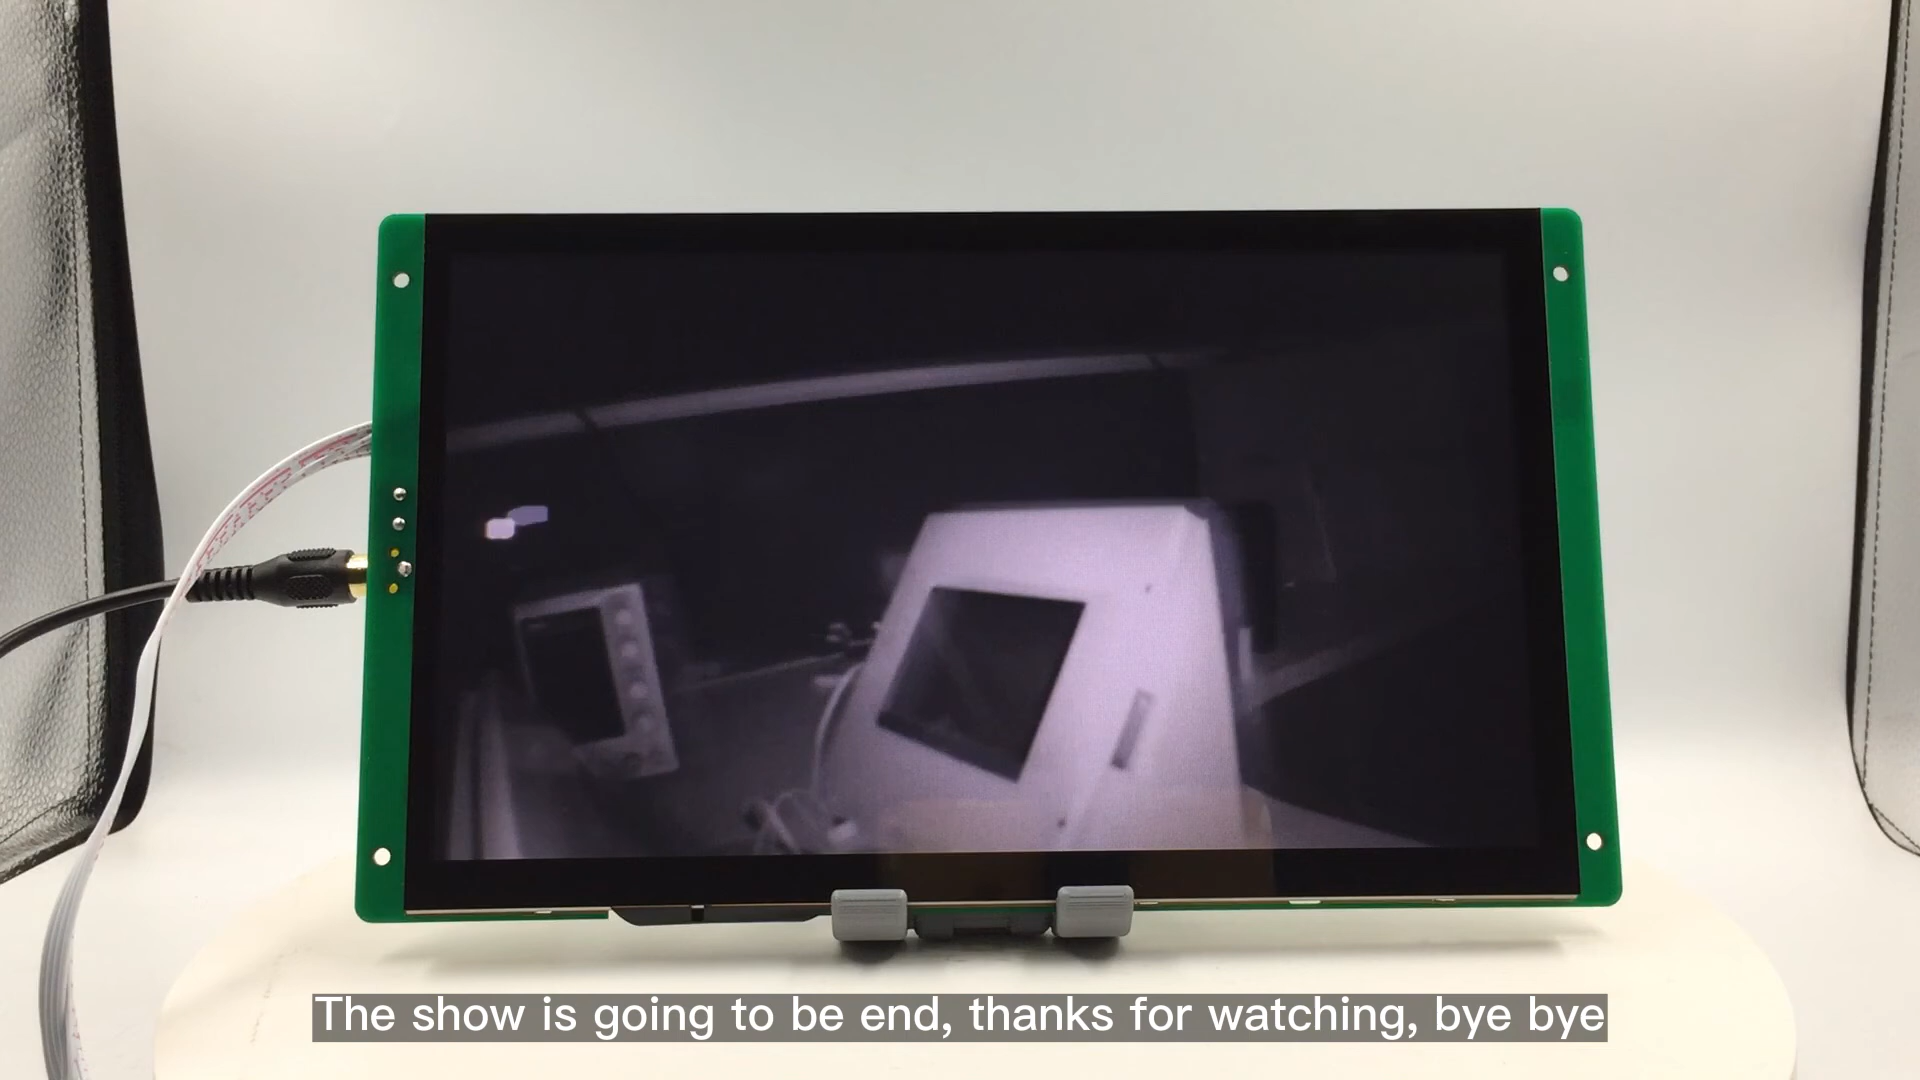 The show is going to be end, thanks for watching, bye bye